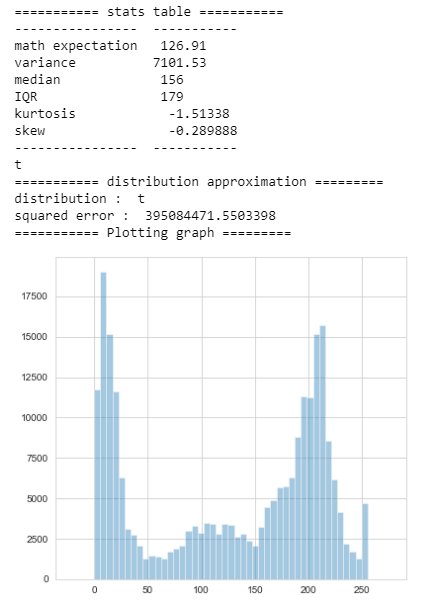 =========== stats table ===========
---------------- -----------
math expectation 126.91
variance 7101.53
median 156
IQR 179
kurtosis -1.51338
skew -0.289888
---------------- -----------
t
=========== distribution approximation =========
distribution : t
squared error : 395084471.5503398
=========== Plotting graph =========
17500
15000
12500
10000
7500
5000
2500
0
0 50 100 150 200 250